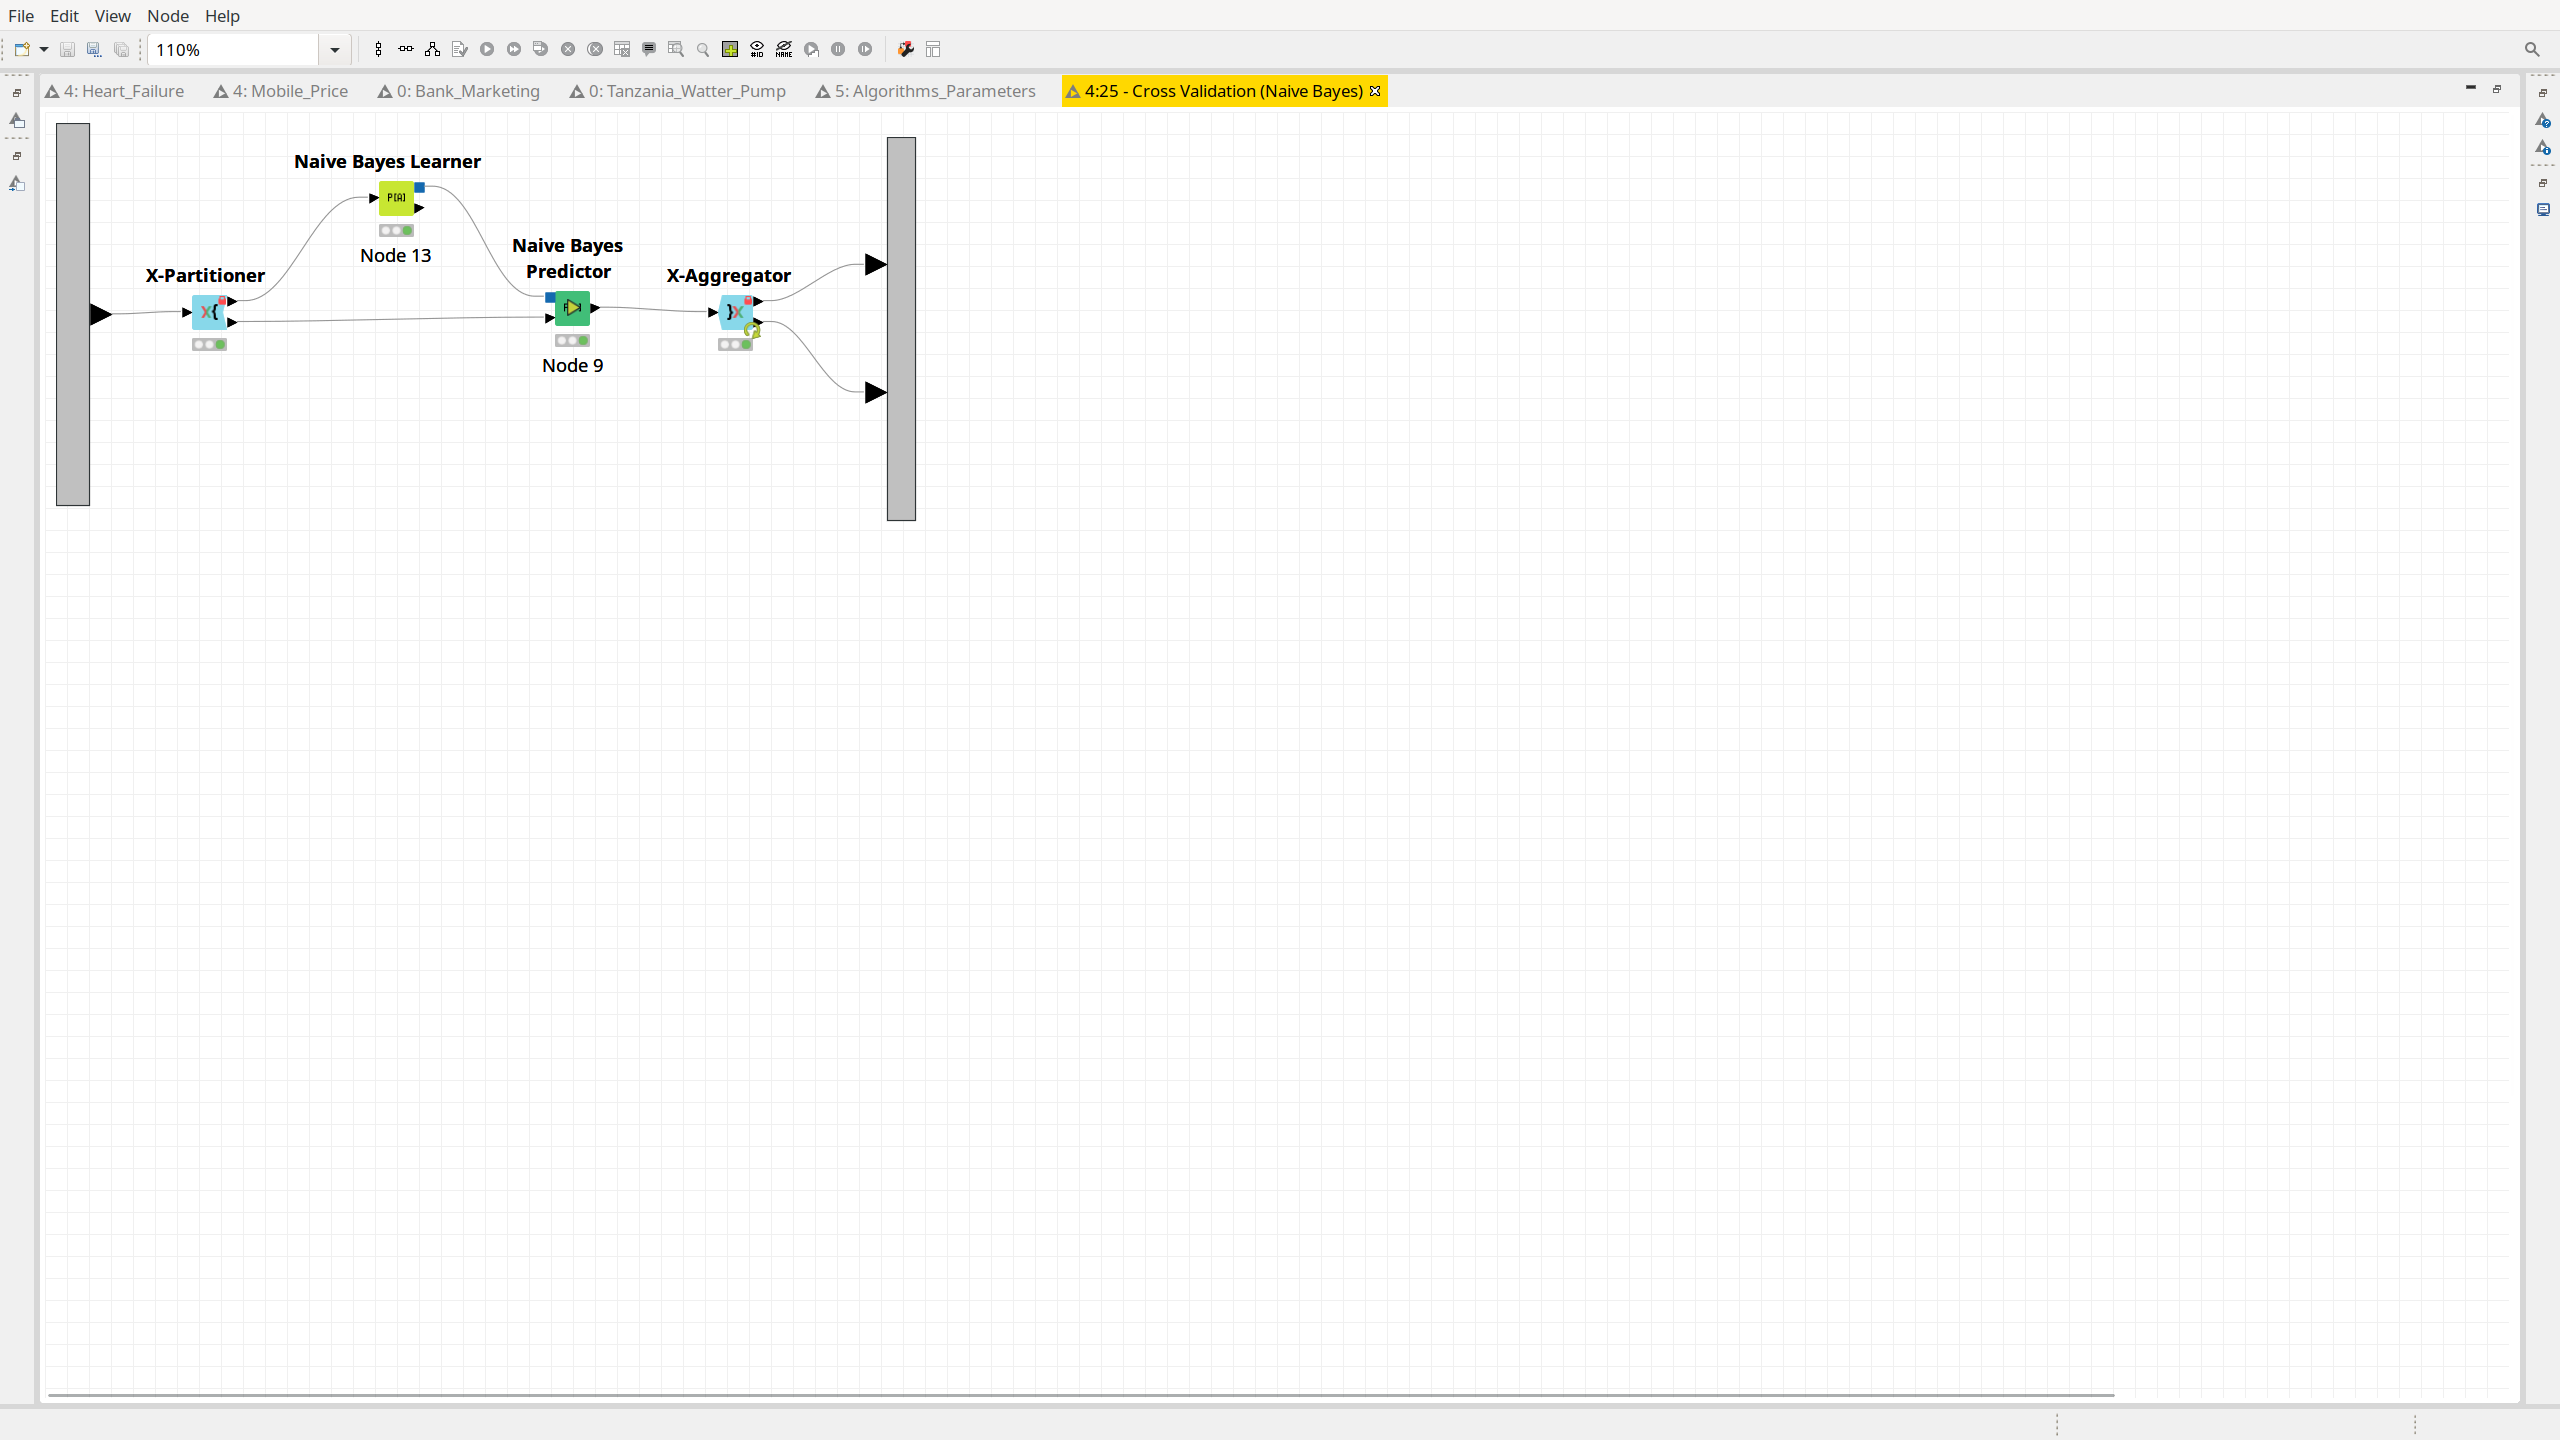 File Edit View Node Help
110%
4: Heart_Failure 4: Mobile_Price 0: Bank_Marketing 0: Tanzania_Watter_Pump 5: Algorithms_Parameters 4:25 - Cross Validation (Naive Bayes)
Naive Bayes Learner
P[A]
Node 13
X-Partitioner
X{
Naive Bayes
Predictor
Node 9
X-Aggregator
}X